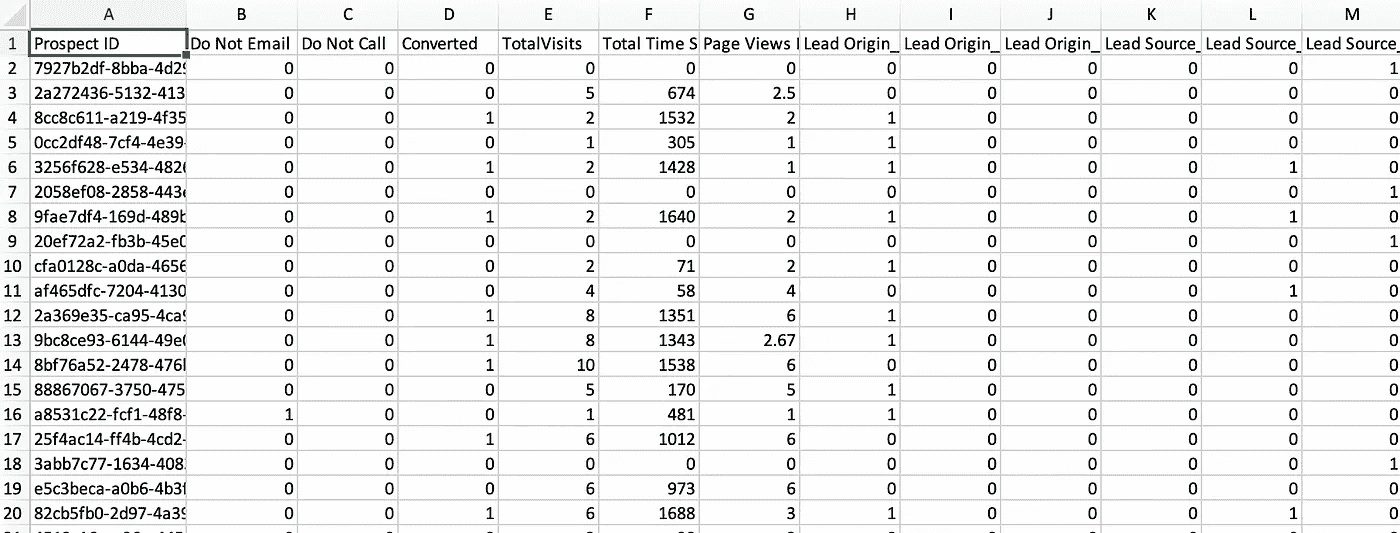 A B C D E F G H I J K L M
1 Prospect ID Do Not Email Do Not Call Converted TotalVisits Total Time S Page Views Lead Origin_ Lead Origin_ Lead Origin_ Lead Source_ Lead Source_ Lead Source_
2 7927b2df-8bba-4d29 0 0 0 0 0 0 0 0 0 0 0 1
3 2a272436-5132-413 0 0 0 5 674 2.5 0 0 0 0 0 0
4 8cc8c611-a219-4f35 0 0 1 2 1532 2 1 0 0 0 0 0
5 0cc2df48-7cf4-4e39- 0 0 0 1 305 1 1 0 0 0 0 0
6 3256f628-e534-4826 0 0 1 2 1428 1 1 0 0 0 1 0
7 2058ef08-2858-443e 0 0 0 0 0 0 0 0 0 0 0 1
8 9fae7df4-169d-489b 0 0 1 2 1640 2 1 0 0 0 1 0
9 20ef72a2-fb3b-45e0 0 0 0 0 0 0 0 0 0 0 0 1
10 cfa0128c-a0da-4656 0 0 0 2 71 2 1 0 0 0 0 0
11 af465dfc-7204-4130 0 0 0 4 58 4 0 0 0 0 1 0
12 2a369e35-ca95-4ca9 0 0 1 8 1351 6 1 0 0 0 0 0
13 9bc8ce93-6144-49e0 0 0 1 8 1343 2.67 1 0 0 0 0 0
14 8bf76a52-2478-476 0 0 1 10 1538 6 0 0 0 0 0 0
15 88867067-3750-475 0 0 0 5 170 5 1 0 0 0 0 0
16 a8531c22-fcf1-48f8- 1 0 0 1 481 1 1 0 0 0 0 0
17 25f4ac14-ff4b-4cd2- 0 0 1 6 1012 6 0 0 0 0 0 0
18 3abb7c77-1634-408 0 0 0 0 0 0 0 0 0 0 0 1
19 e5c3beca-a0b6-4b3f 0 0 0 6 973 6 0 0 0 0 0 0
20 82cb5fb0-2d97-4a39 0 0 1 6 1688 3 1 0 0 0 1 0